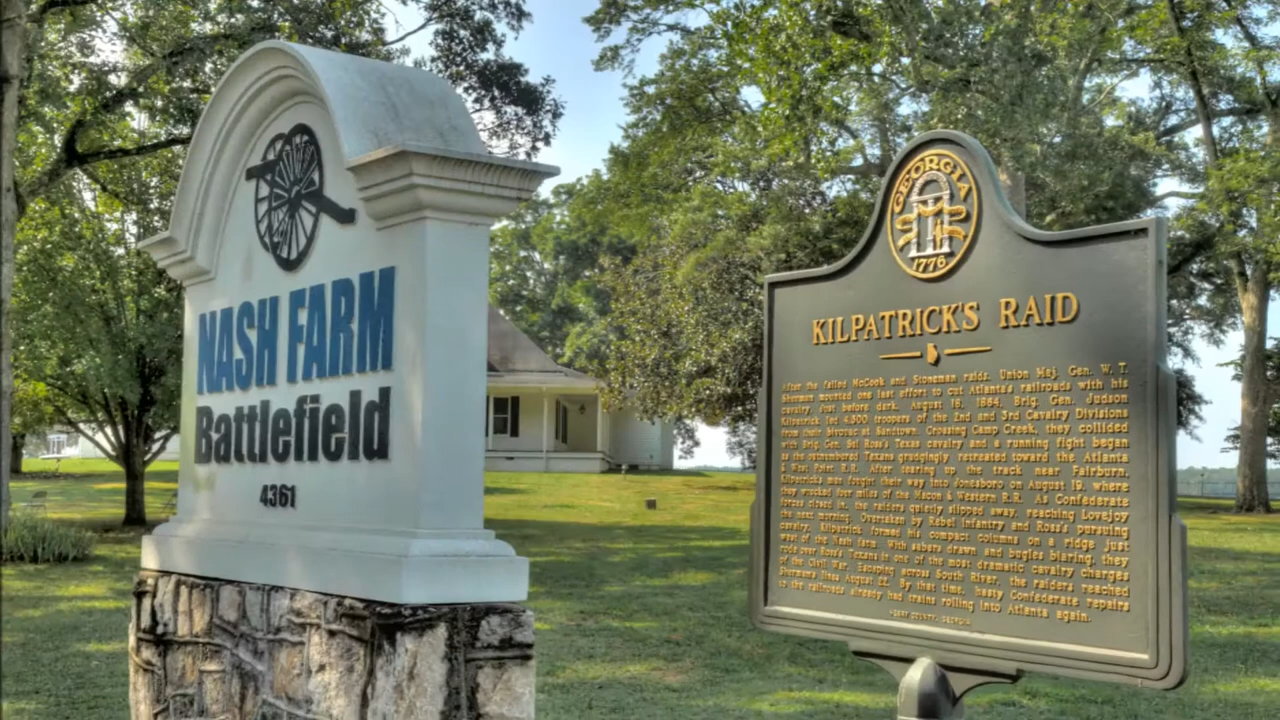 NASH FARM
Battlefield
4361
GEORGIA
1776
KILPATRICK'S RAID
After the failed McCook and Stoneman raids, Union Maj. Gen. W. T.
Sherman mounted one last effort to cut Atlanta's railroads with his
cavalry. Just before dark, August 18, 1864, Brig. Gen. Judson
Kilpatrick led 4,500 troopers of the 2nd and 3rd Cavalry Divisions
from their bivouac at Sandtown. Crossing Camp Creek, they collided
with Brig. Gen. Sul Ross's Texas cavalry and a running fight began
as the outnumbered Texans grudgingly retreated toward the Atlanta
& West Point R.R. After tearing up the track near Fairburn,
Kilpatrick's men fought their way into Jonesboro on August 19, where
they wrecked four miles of the Macon & Western R.R. As Confederate
forces closed in, the raiders quietly slipped away, reaching Lovejoy
the next morning. Overtaken by Rebel infantry and Ross's pursuing
cavalry, Kilpatrick formed his compact columns on a ridge just
west of the Nash farm. With sabers drawn and bugles blaring, they
rode over Ross's Texans in one of the most dramatic cavalry charges
of the Civil War. Escaping across South River, the raiders reached
Sherman's lines August 22. By that time, hasty Confederate repairs
to the railroads already had trains rolling into Atlanta again.
HENRY COUNTY, GEORGIA